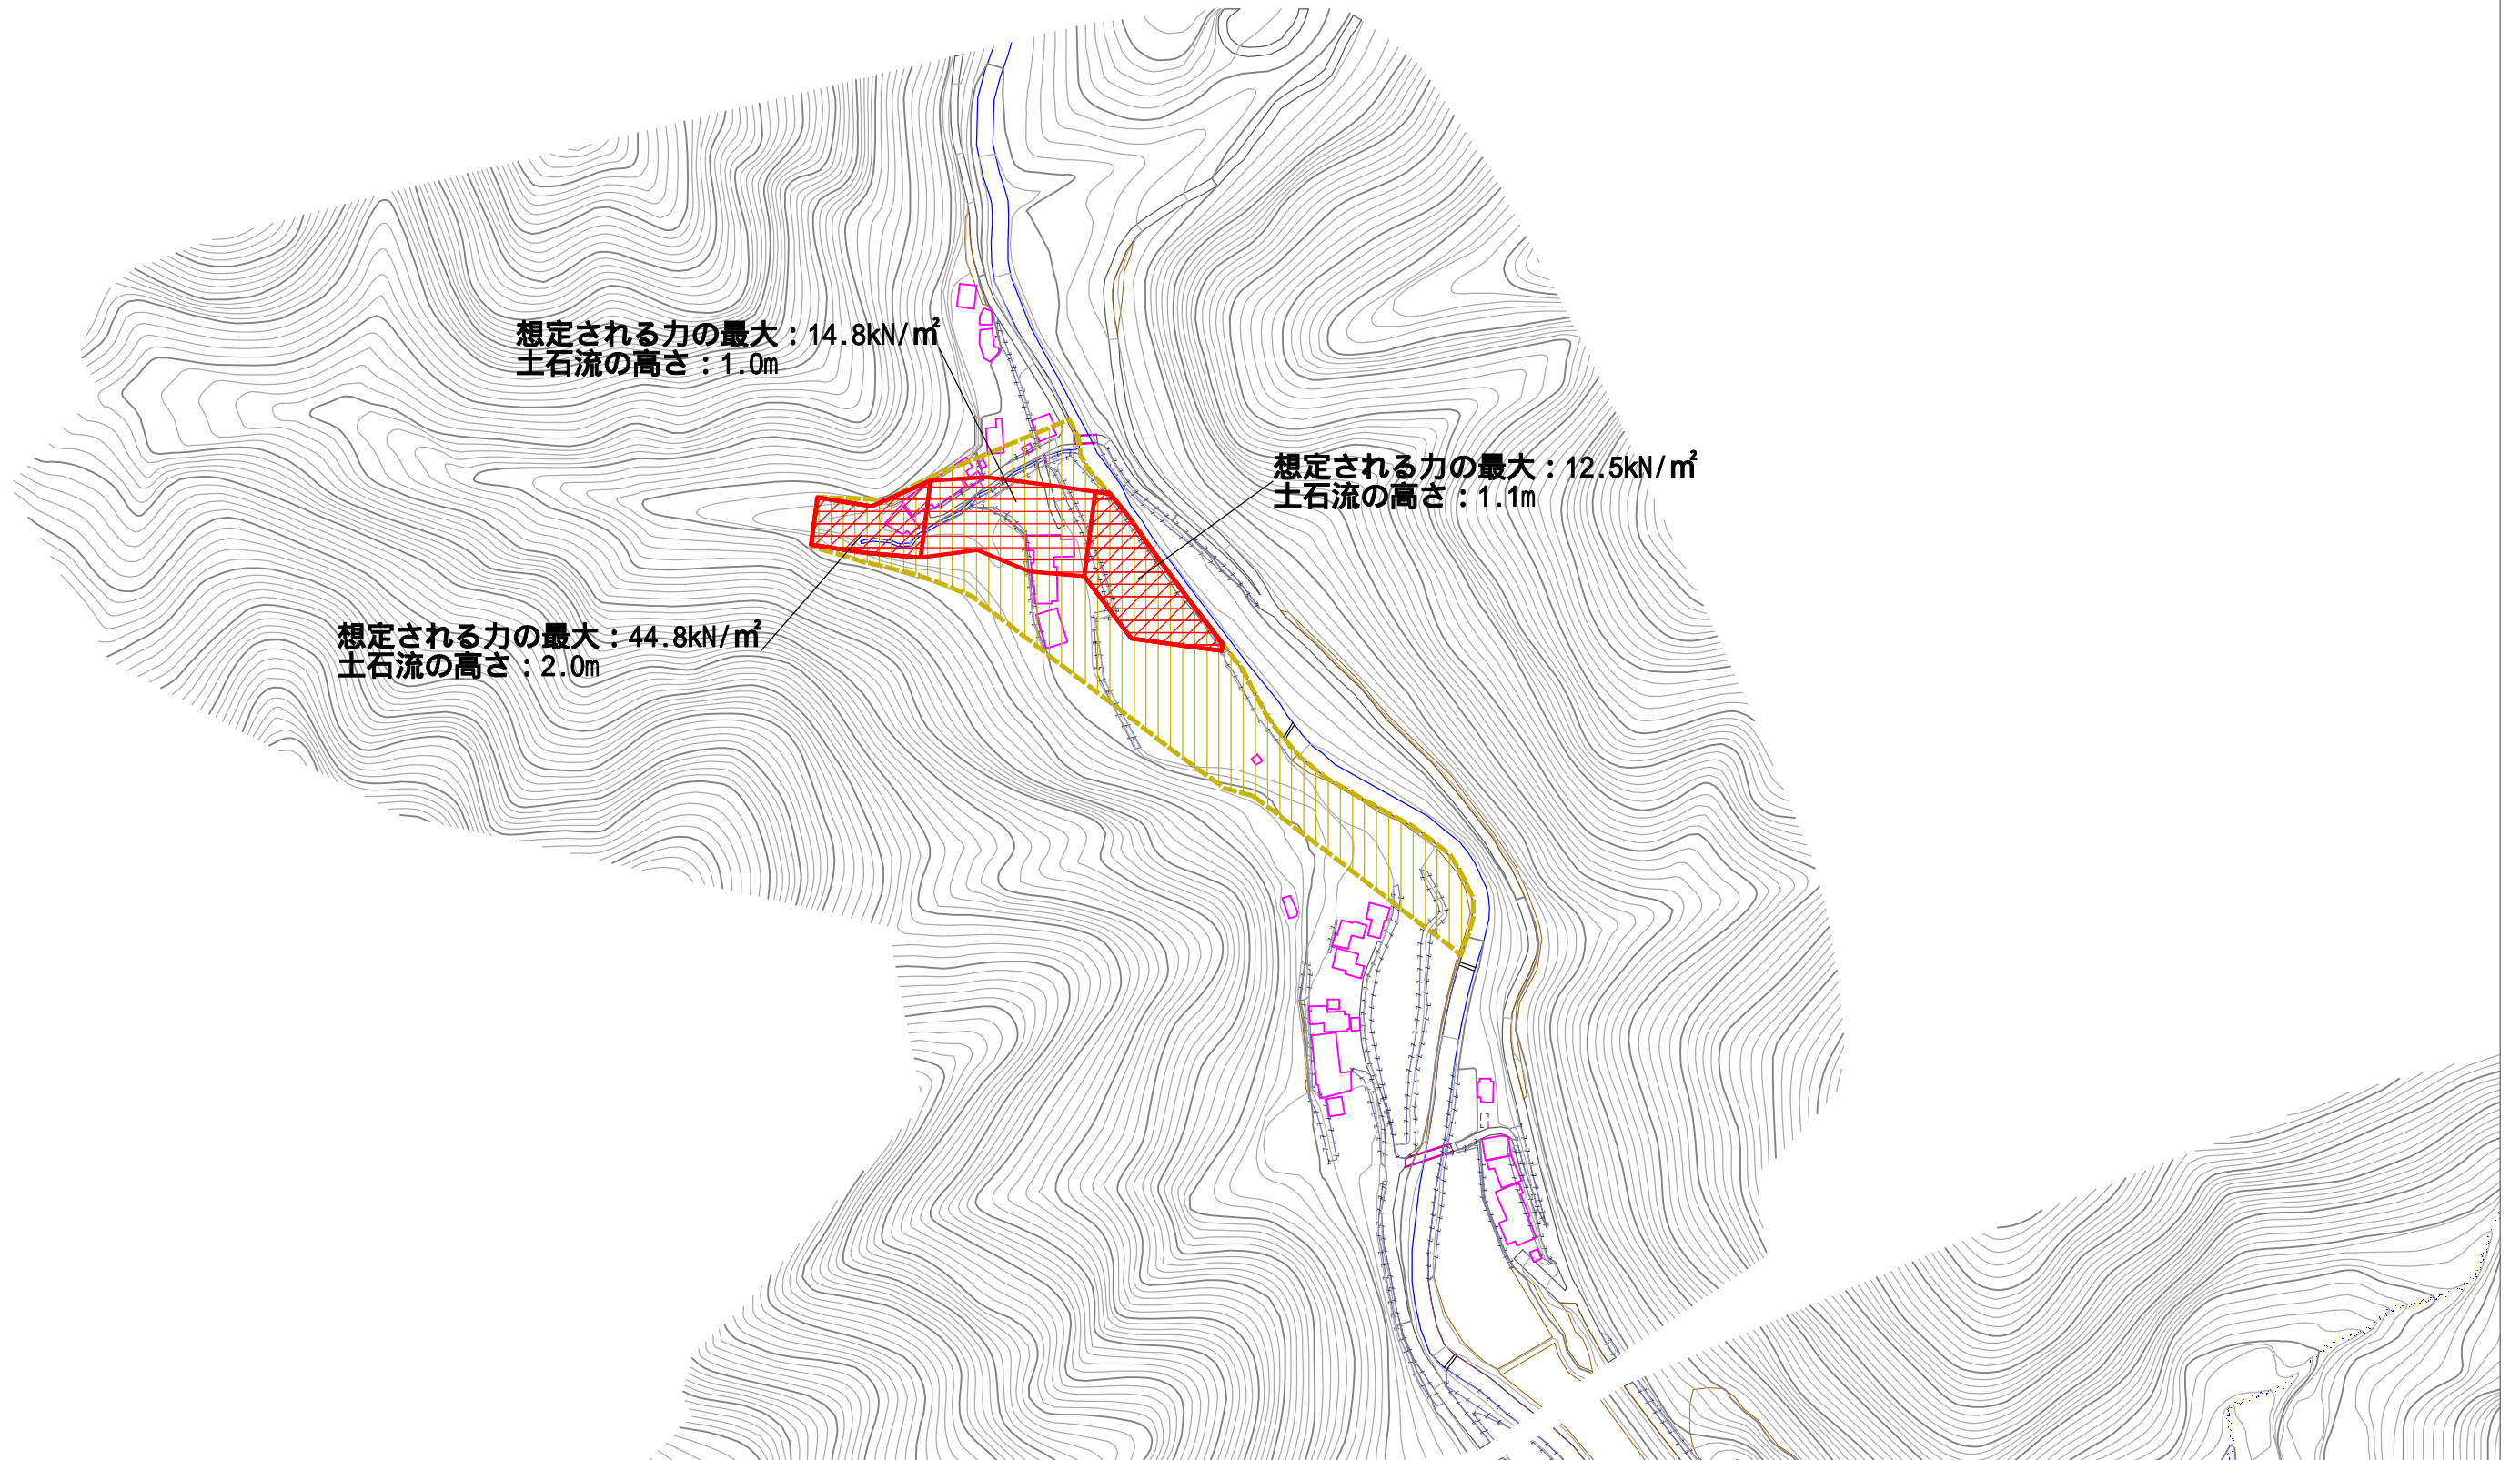 想定される力の最大：14.8kN/㎡
土石流の高さ：1.0m
想定される力の最大：12.5kN/㎡
土石流の高さ：1.1m
想定される力の最大：44.8kN/㎡
土石流の高さ：2.0m